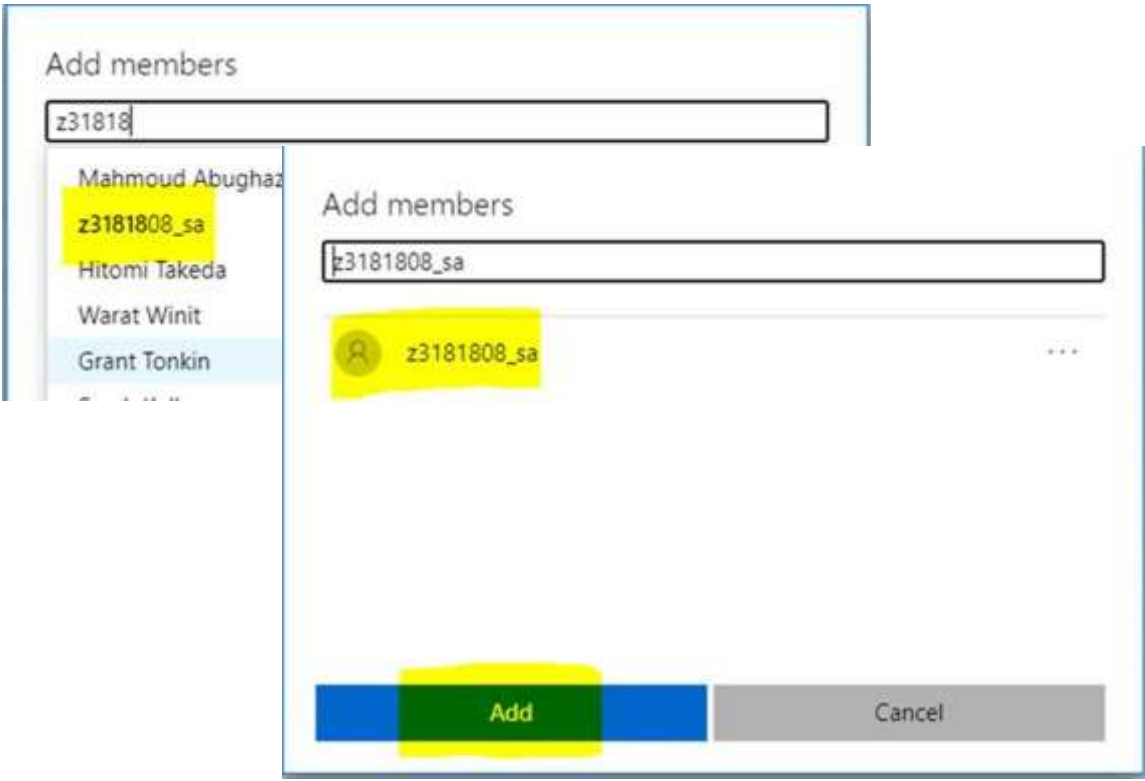 Add members
z31818
Mahmoud Abughaz
z3181808_sa
Hitomi Takeda
Warat Winit
Grant Tonkin
Add members
z3181808_sa
z3181808_sa
...
Add
Cancel